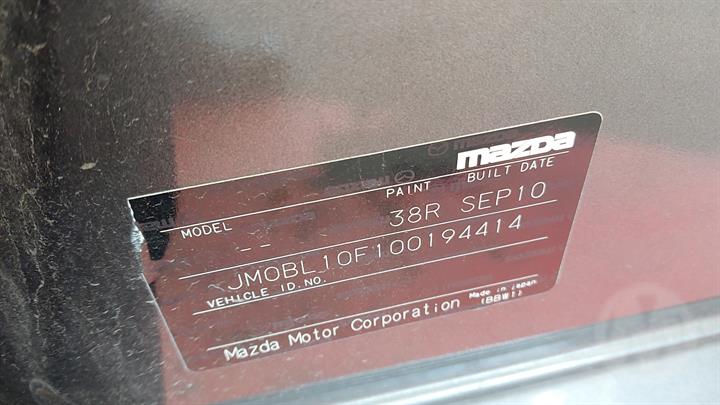 mazda
MODEL PAINT BUILT DATE
-- 38R SEP10
JM0BL10F100194414
VEHICLE ID.NO.
Mazda Motor Corporation Made in Japan
(BBW1)